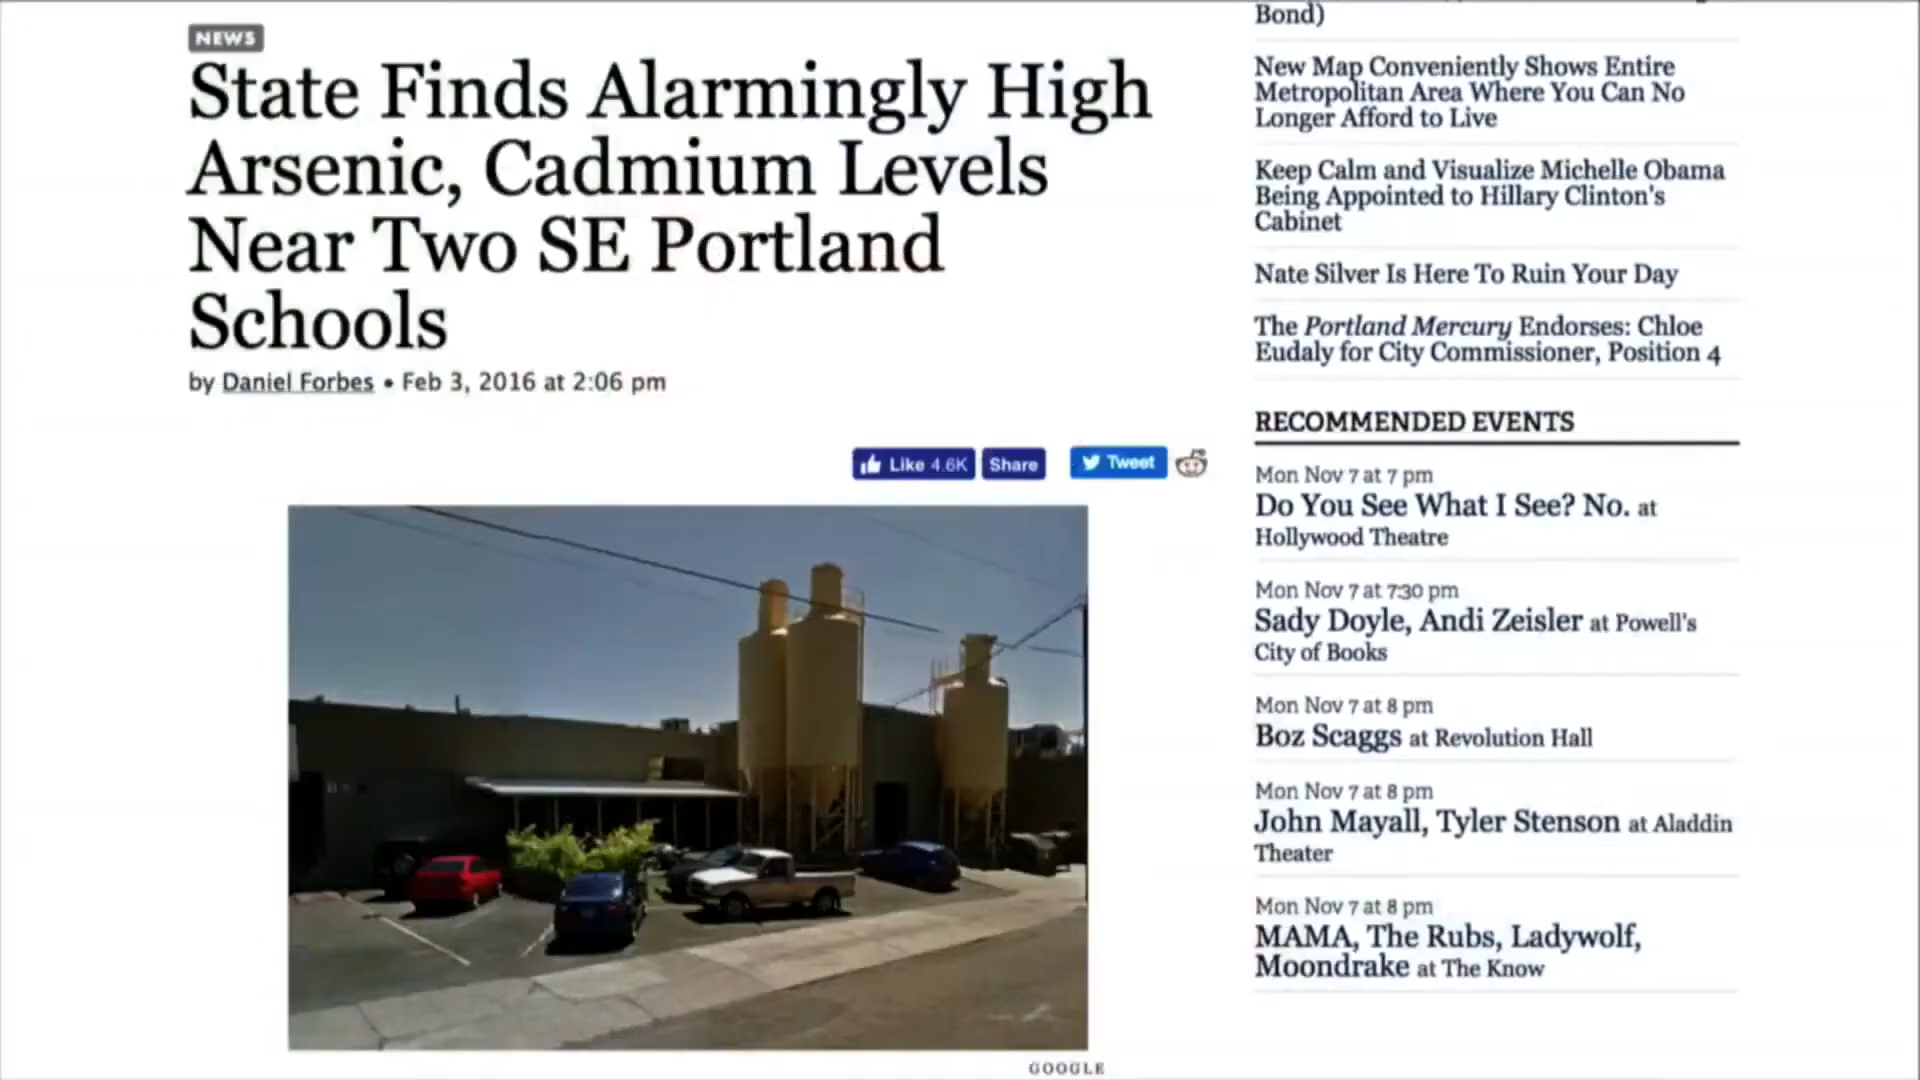 NEWS
State Finds Alarmingly High
Arsenic, Cadmium Levels
Near Two SE Portland
Schools
by Daniel Forbes • Feb 3, 2016 at 2:06 pm
Like 4.6K
Share
Tweet
GOOGLE
Bond)
New Map Conveniently Shows Entire
Metropolitan Area Where You Can No
Longer Afford to Live
Keep Calm and Visualize Michelle Obama
Being Appointed to Hillary Clinton's
Cabinet
Nate Silver Is Here To Ruin Your Day
The Portland Mercury Endorses: Chloe
Eudaly for City Commissioner, Position 4
RECOMMENDED EVENTS
Mon Nov 7 at 7 pm
Do You See What I See? No. at
Hollywood Theatre
Mon Nov 7 at 7:30 pm
Sady Doyle, Andi Zeisler at Powell's
City of Books
Mon Nov 7 at 8 pm
Boz Scaggs at Revolution Hall
Mon Nov 7 at 8 pm
John Mayall, Tyler Stenson at Aladdin
Theater
Mon Nov 7 at 8 pm
MAMA, The Rubs, Ladywolf,
Moondrake at The Know